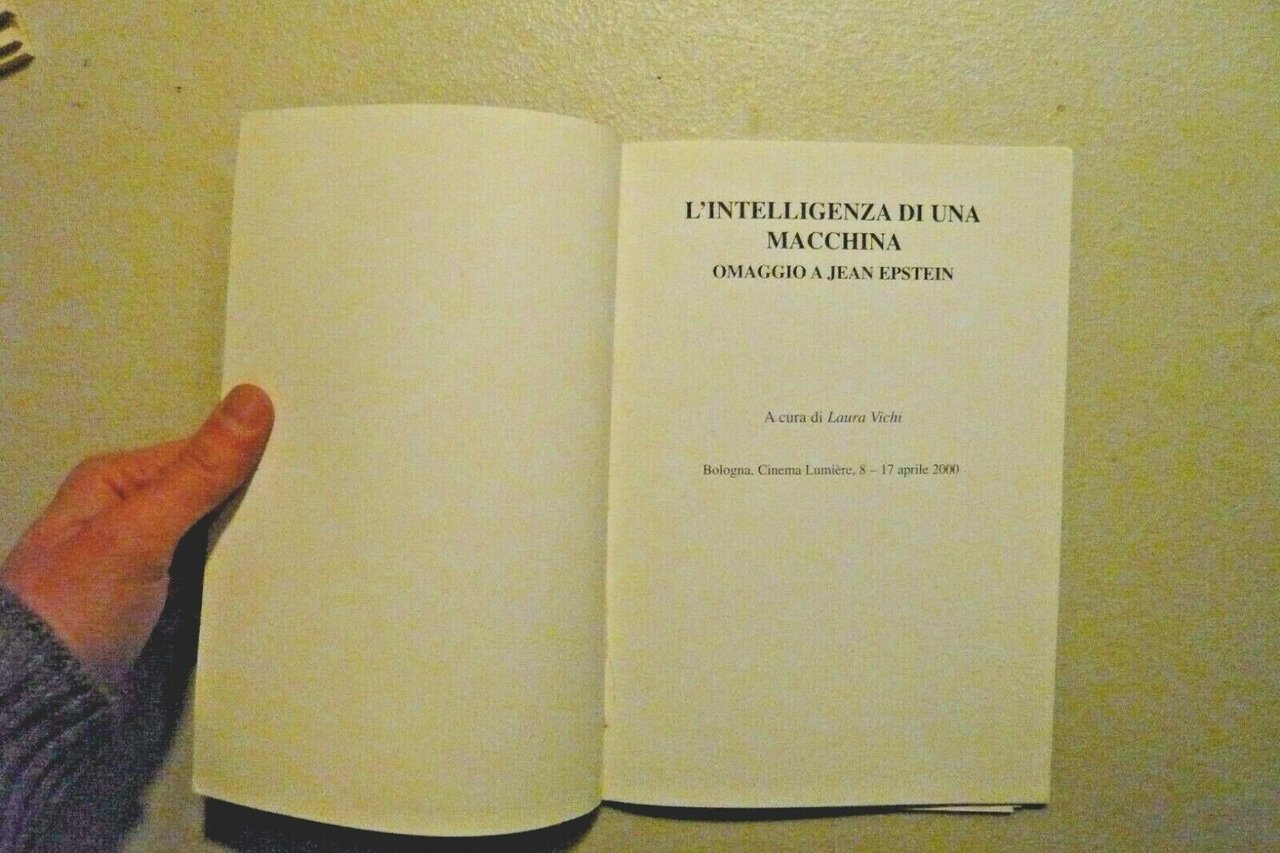 L'INTELLIGENZA DI UNA
MACCHINA
OMAGGIO A JEAN EPSTEIN
A cura di Laura Vichi
Bologna, Cinema Lumière, 8 – 17 aprile 2000